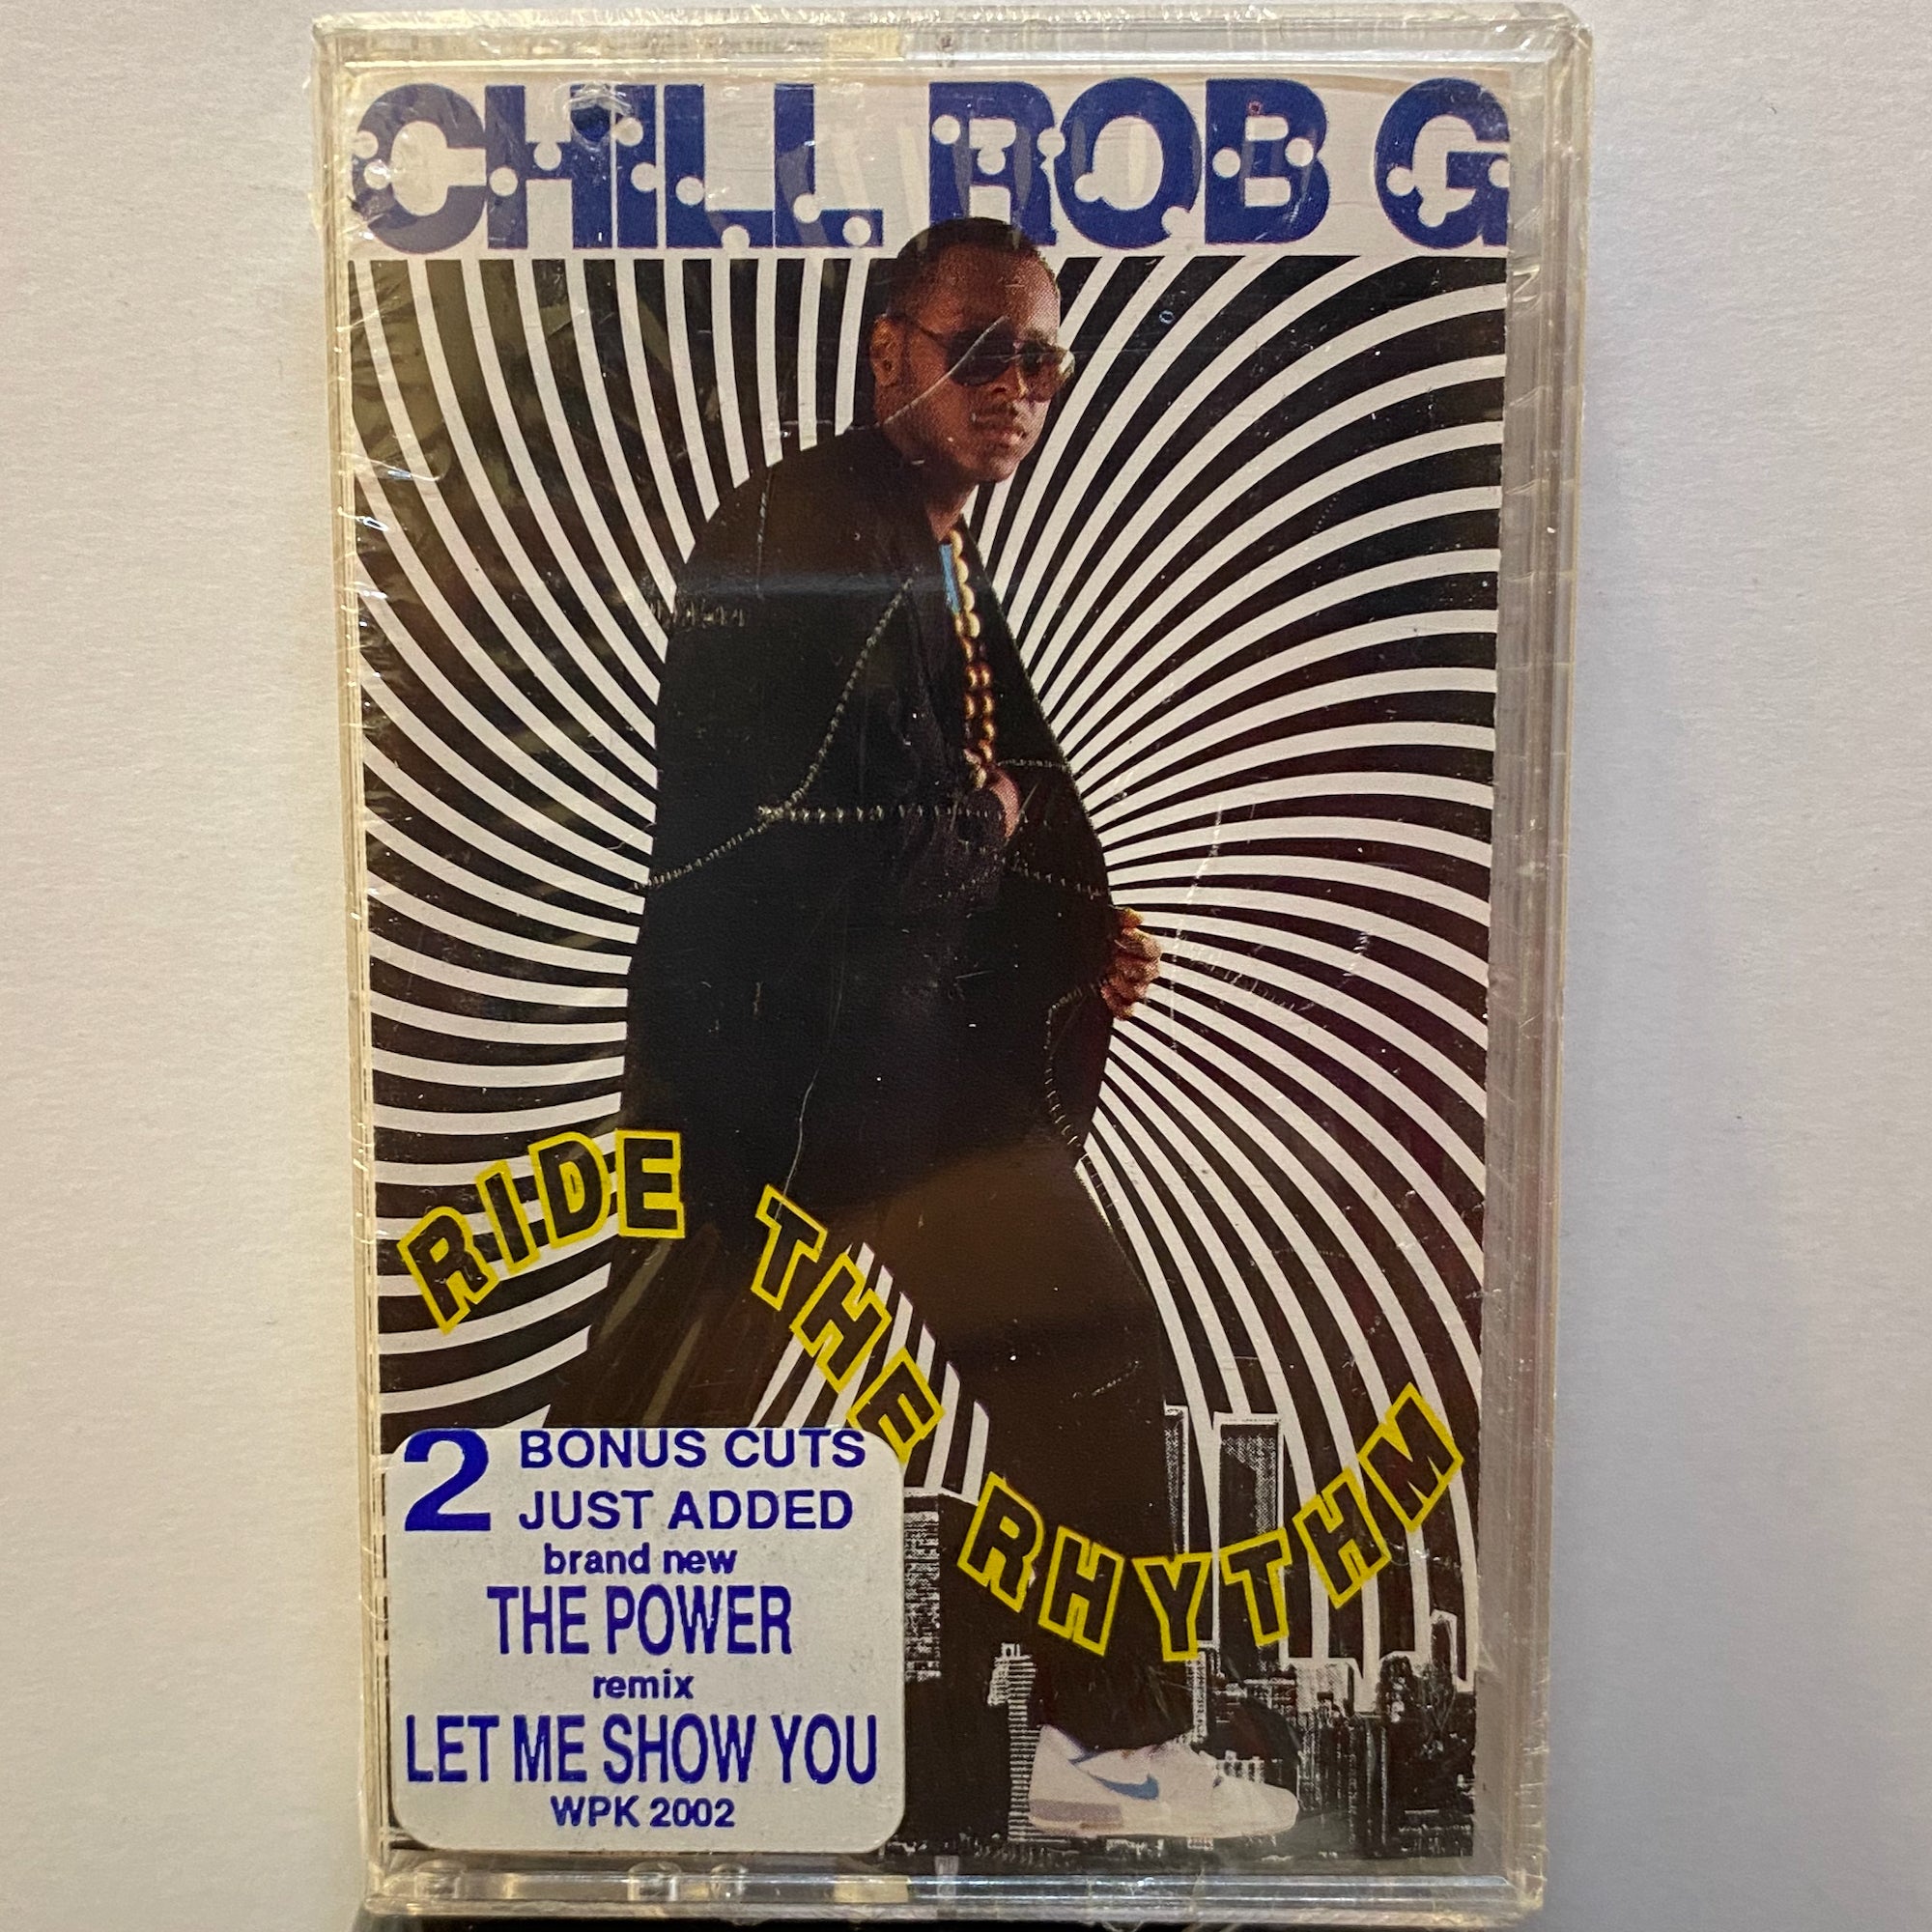 CHILL ROB G
RIDE THE RHYTHM
2 BONUS CUTS
JUST ADDED
brand new
THE POWER
remix
LET ME SHOW YOU
WPK 2002